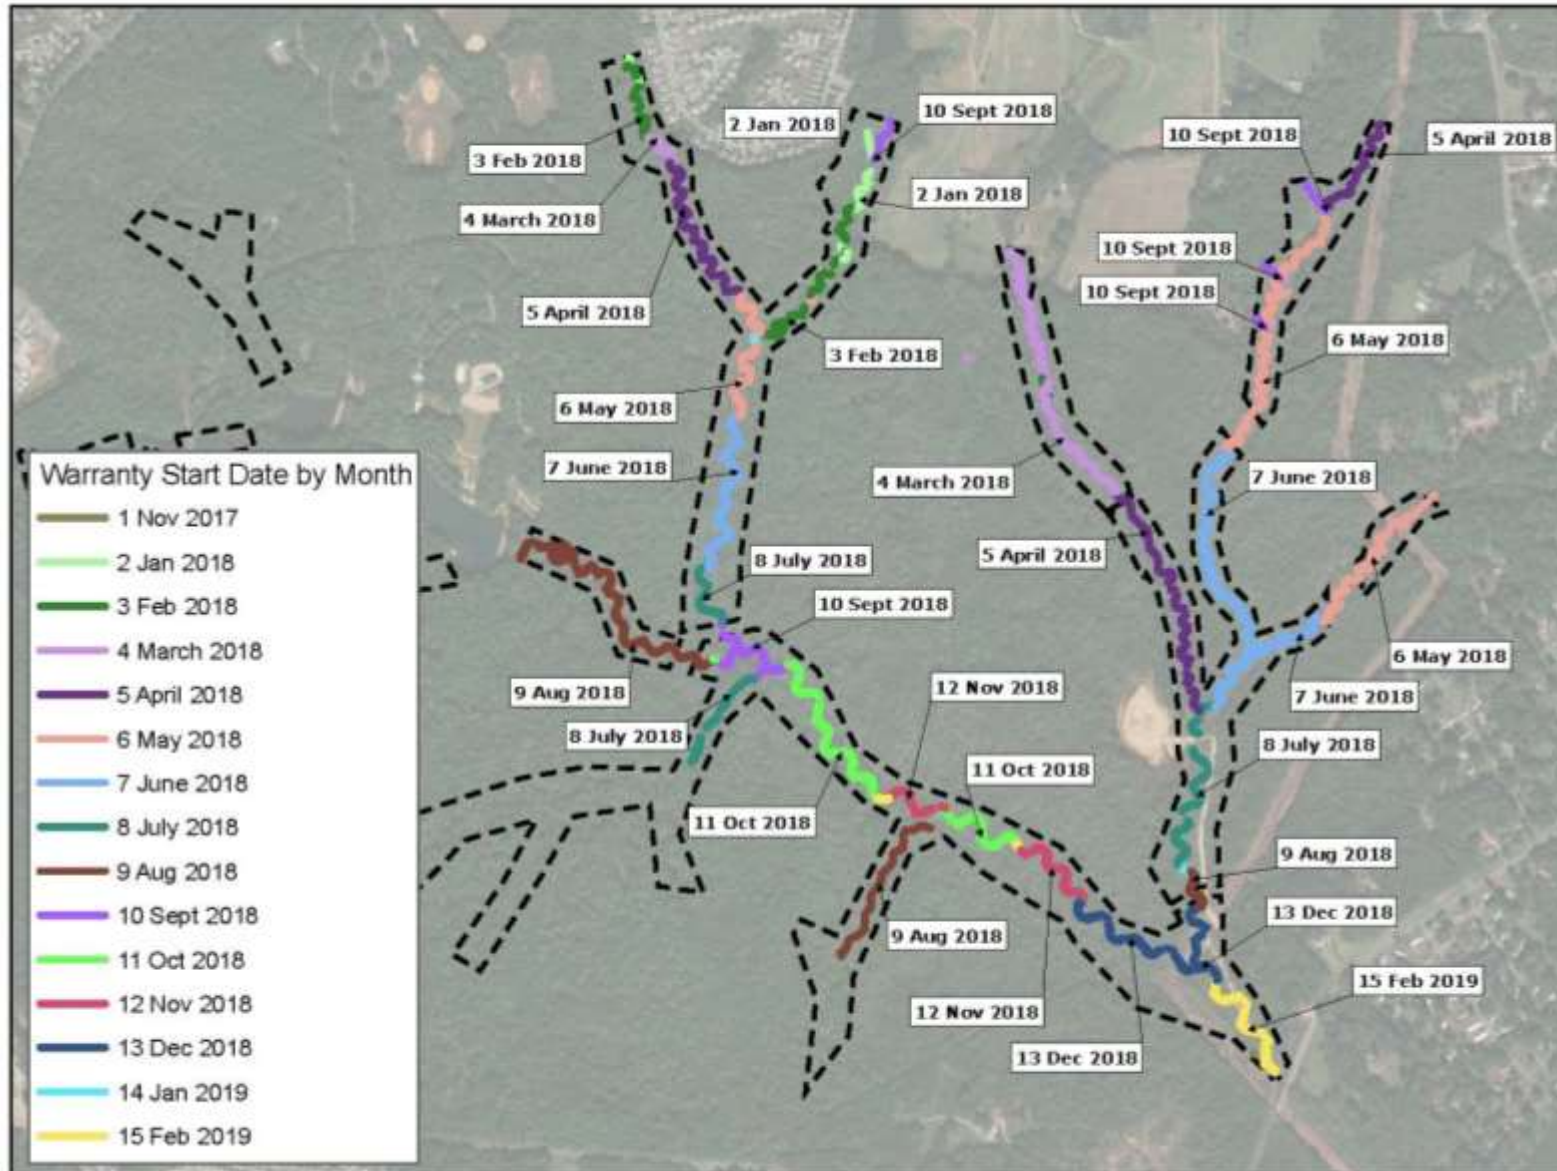 2 Jan 2018
10 Sept 2018
10 Sept 2018
5 April 2018
3 Feb 2018
2 Jan 2018
4 March 2018
10 Sept 2018
10 Sept 2018
5 April 2018
3 Feb 2018
6 May 2018
6 May 2018
7 June 2018
4 March 2018
7 June 2018
5 April 2018
8 July 2018
10 Sept 2018
6 May 2018
9 Aug 2018
12 Nov 2018
7 June 2018
8 July 2018
8 July 2018
11 Oct 2018
11 Oct 2018
9 Aug 2018
13 Dec 2018
9 Aug 2018
15 Feb 2019
12 Nov 2018
13 Dec 2018
Warranty Start Date by Month
1 Nov 2017
2 Jan 2018
3 Feb 2018
4 March 2018
5 April 2018
6 May 2018
7 June 2018
8 July 2018
9 Aug 2018
10 Sept 2018
11 Oct 2018
12 Nov 2018
13 Dec 2018
14 Jan 2019
15 Feb 2019